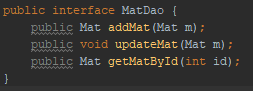 public interface MatDao {
public Mat addMat(Mat m);
public void updateMat(Mat m);
public Mat getMatById(int id);
}